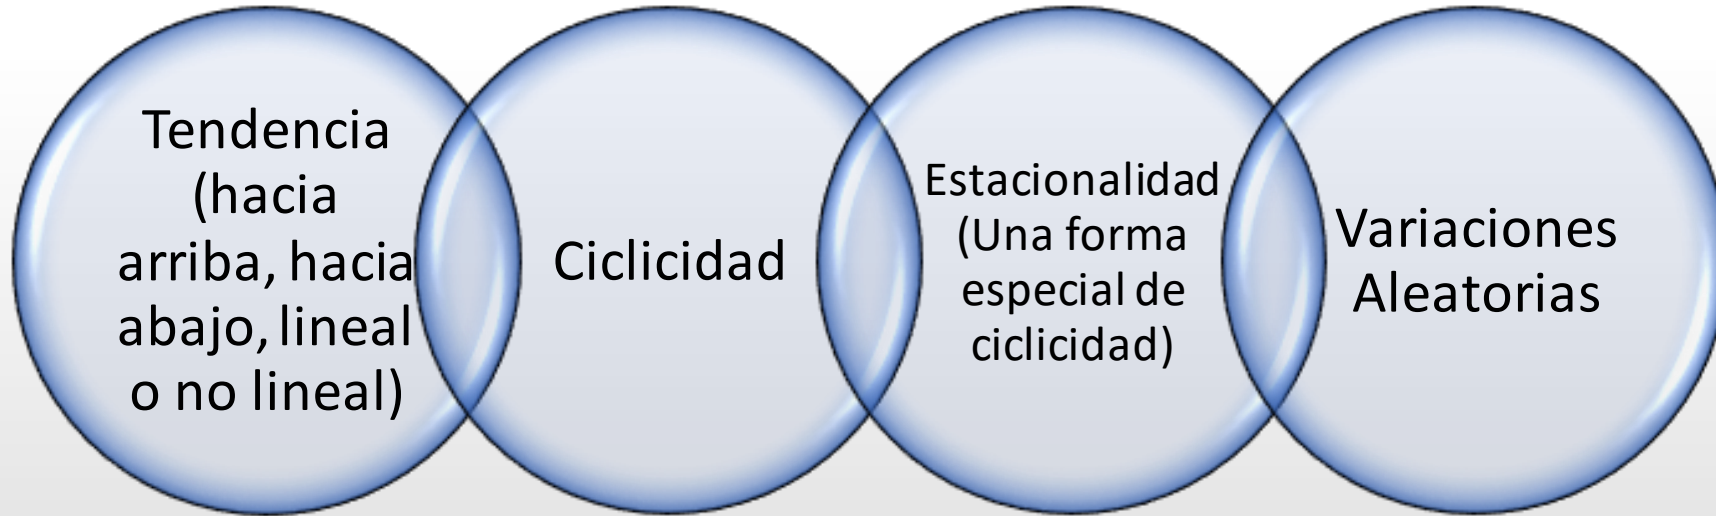 Tendencia
(hacia
arriba, hacia
abajo, lineal
o no lineal)
Ciclicidad
Estacionalidad
(Una forma
especial de
ciclicidad)
Variaciones
Aleatorias